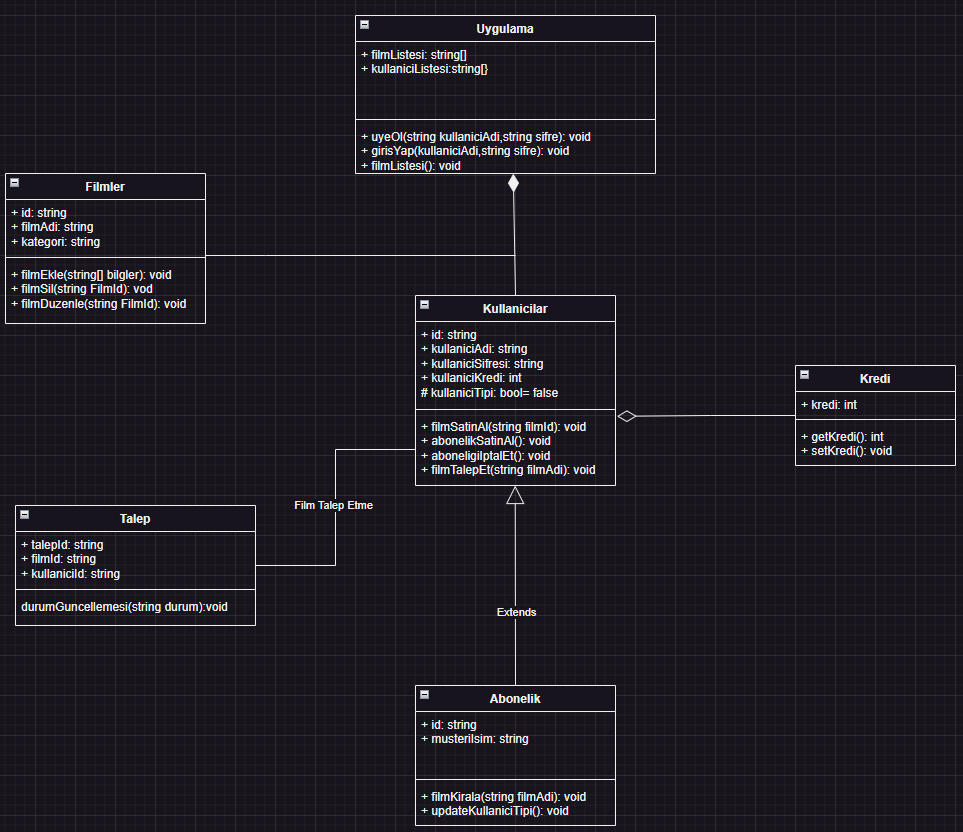 Uygulama
+ filmListesi: string[]
+ kullaniciListesi:string[}
+ uyeOl(string kullaniciAdi,string sifre): void
+ girisYap(kullaniciAdi,string sifre): void
+ filmListesi(): void
Filmler
+ id: string
+ filmAdi: string
+ kategori: string
+ filmEkle(string[] bilgler): void
+ filmSil(string FilmId): vod
+ filmDuzenle(string FilmId): void
Kullanicilar
+ id: string
+ kullaniciAdi: string
+ kullaniciSifresi: string
+ kullaniciKredi: int
# kullaniciTipi: bool= false
+ filmSatinAl(string filmId): void
+ abonelikSatinAl(): void
+ aboneligiIptalEt(): void
+ filmTalepEt(string filmAdi): void
Kredi
+ kredi: int
+ getKredi(): int
+ setKredi(): void
Film Talep Etme
Talep
+ talepId: string
+ filmId: string
+ kullaniciId: string
durumGuncellemesi(string durum):void
Extends
Abonelik
+ id: string
+ musteriIsim: string
+ filmKirala(string filmAdi): void
+ updateKullaniciTipi(): void